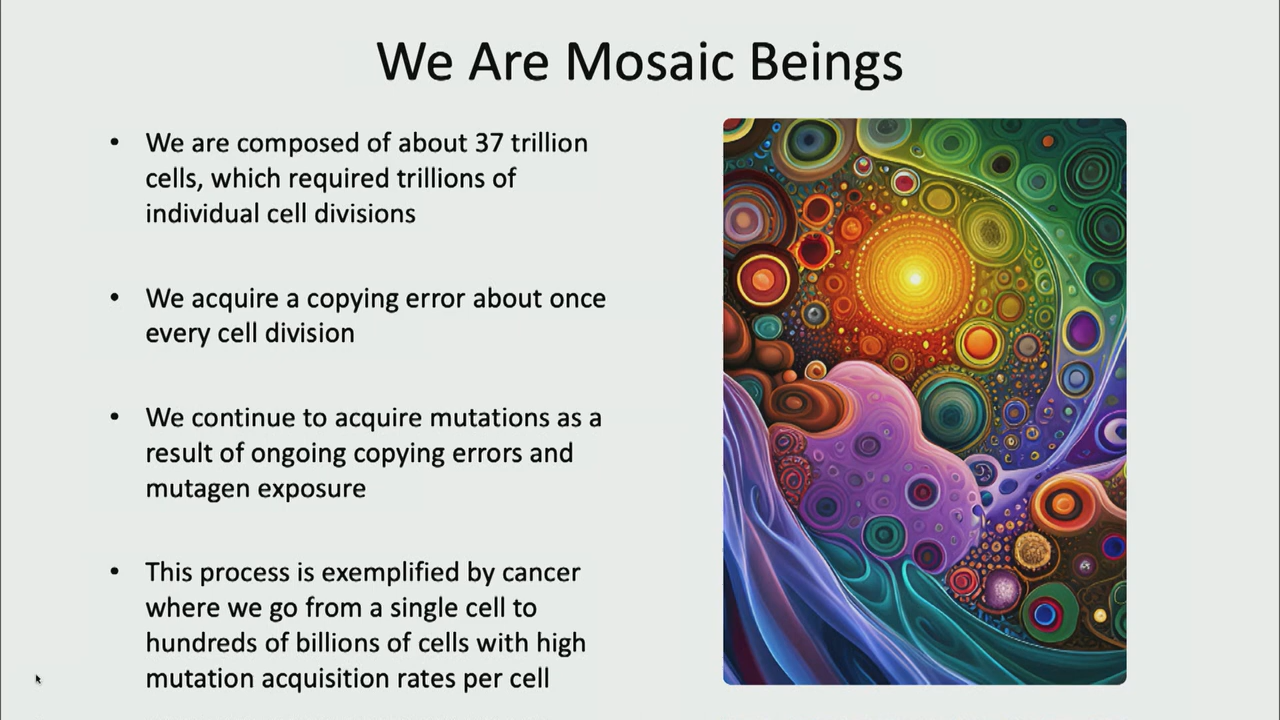 We Are Mosaic Beings
• We are composed of about 37 trillion
cells, which required trillions of
individual cell divisions
• We acquire a copying error about once
every cell division
• We continue to acquire mutations as a
result of ongoing copying errors and
mutagen exposure
• This process is exemplified by cancer
where we go from a single cell to
hundreds of billions of cells with high
mutation acquisition rates per cell